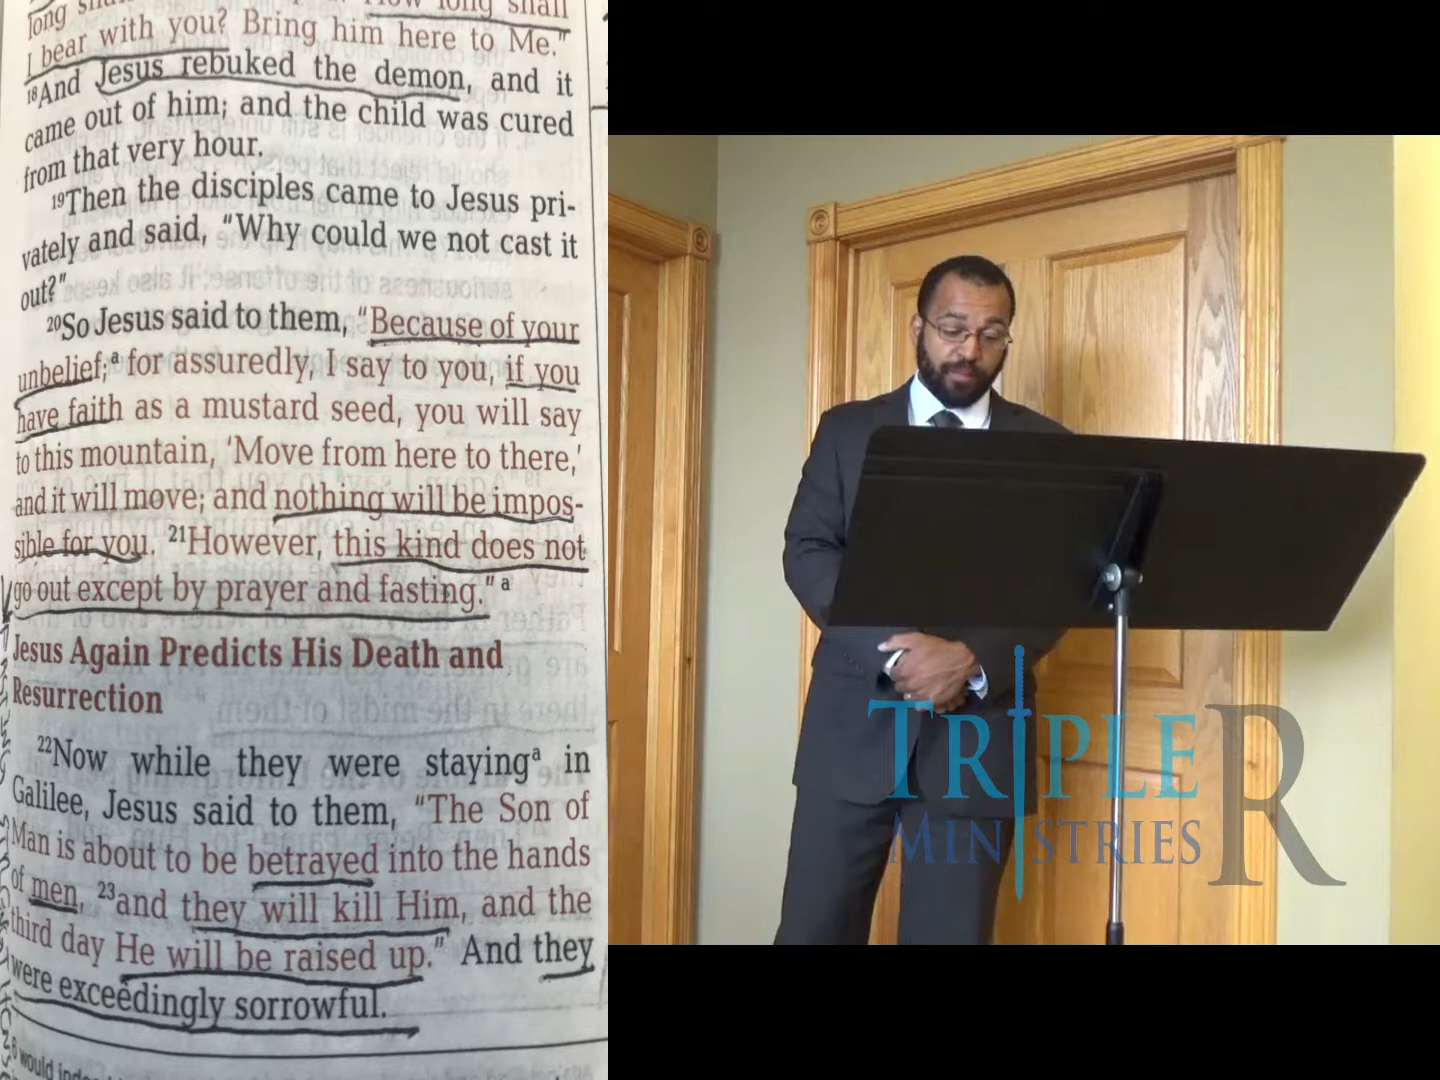 long shall
How long shall
I bear with you? Bring him here to Me."
18And Jesus rebuked the demon, and it
came out of him; and the child was cured
from that very hour.
19Then the disciples came to Jesus pri-
vately and said, "Why could we not cast it
out?"
20So Jesus said to them, "Because of your
unbelief;a for assuredly, I say to you, if you
have faith as a mustard seed, you will say
to this mountain, 'Move from here to there,'
and it will move; and nothing will be impos-
sible for you. 21However, this kind does not
go out except by prayer and fasting."a
Jesus Again Predicts His Death and
Resurrection
22Now while they were stayinga in
Galilee, Jesus said to them, "The Son of
Man is about to be betrayed into the hands
of men, 23and they will kill Him, and the
third day He will be raised up." And they
were exceedingly sorrowful.
would
TRIPLE R
MINISTRIES